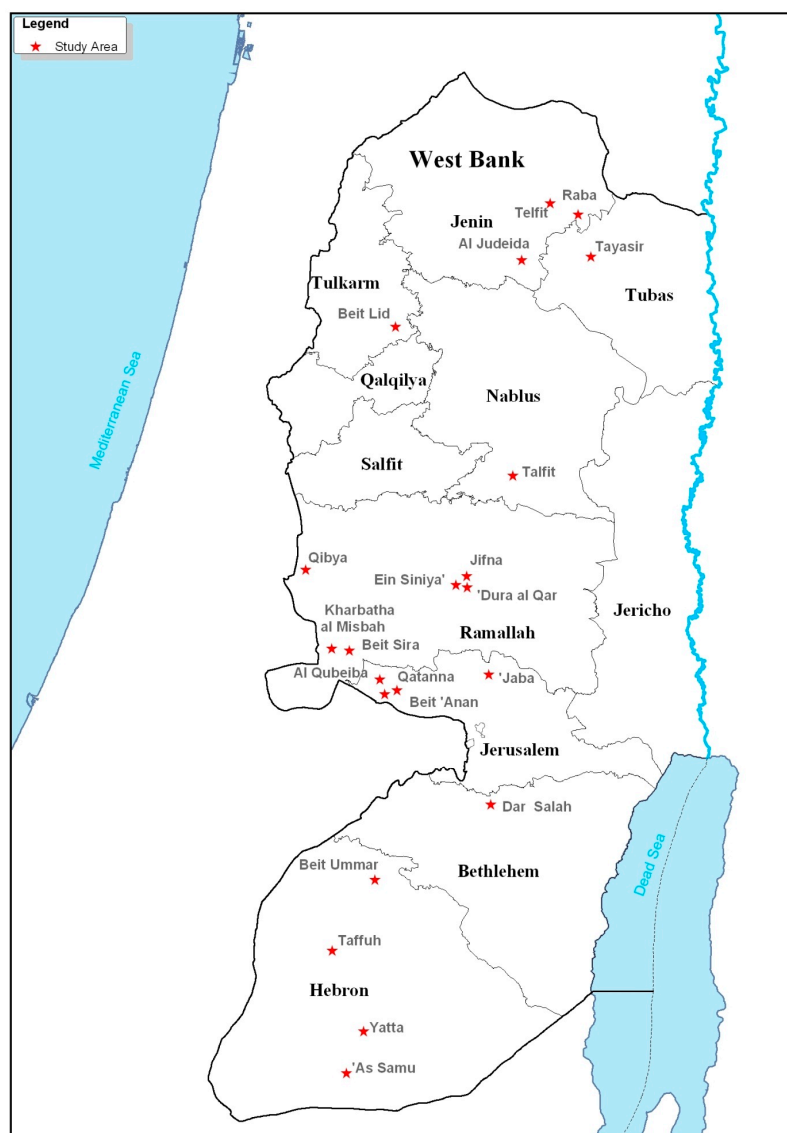 Legend
Study Area
West Bank
Raba
Telfit
Jenin
Al Judeida
Tayasir
Tulkarm
Tubas
Beit Lid
Qalqilya
Nablus
Mediterranean Sea
Salfit
Talfit
Qibya
Jifna
Ein Siniya'
'Dura al Qar
Jericho
Kharbatha
al Misbah
Ramallah
Beit Sira
Al Qubeiba
Qatanna
'Jaba
Beit 'Anan
Jerusalem
Dar Salah
Dead Sea
Beit Ummar
Bethlehem
Taffuh
Hebron
Yatta
'As Samu